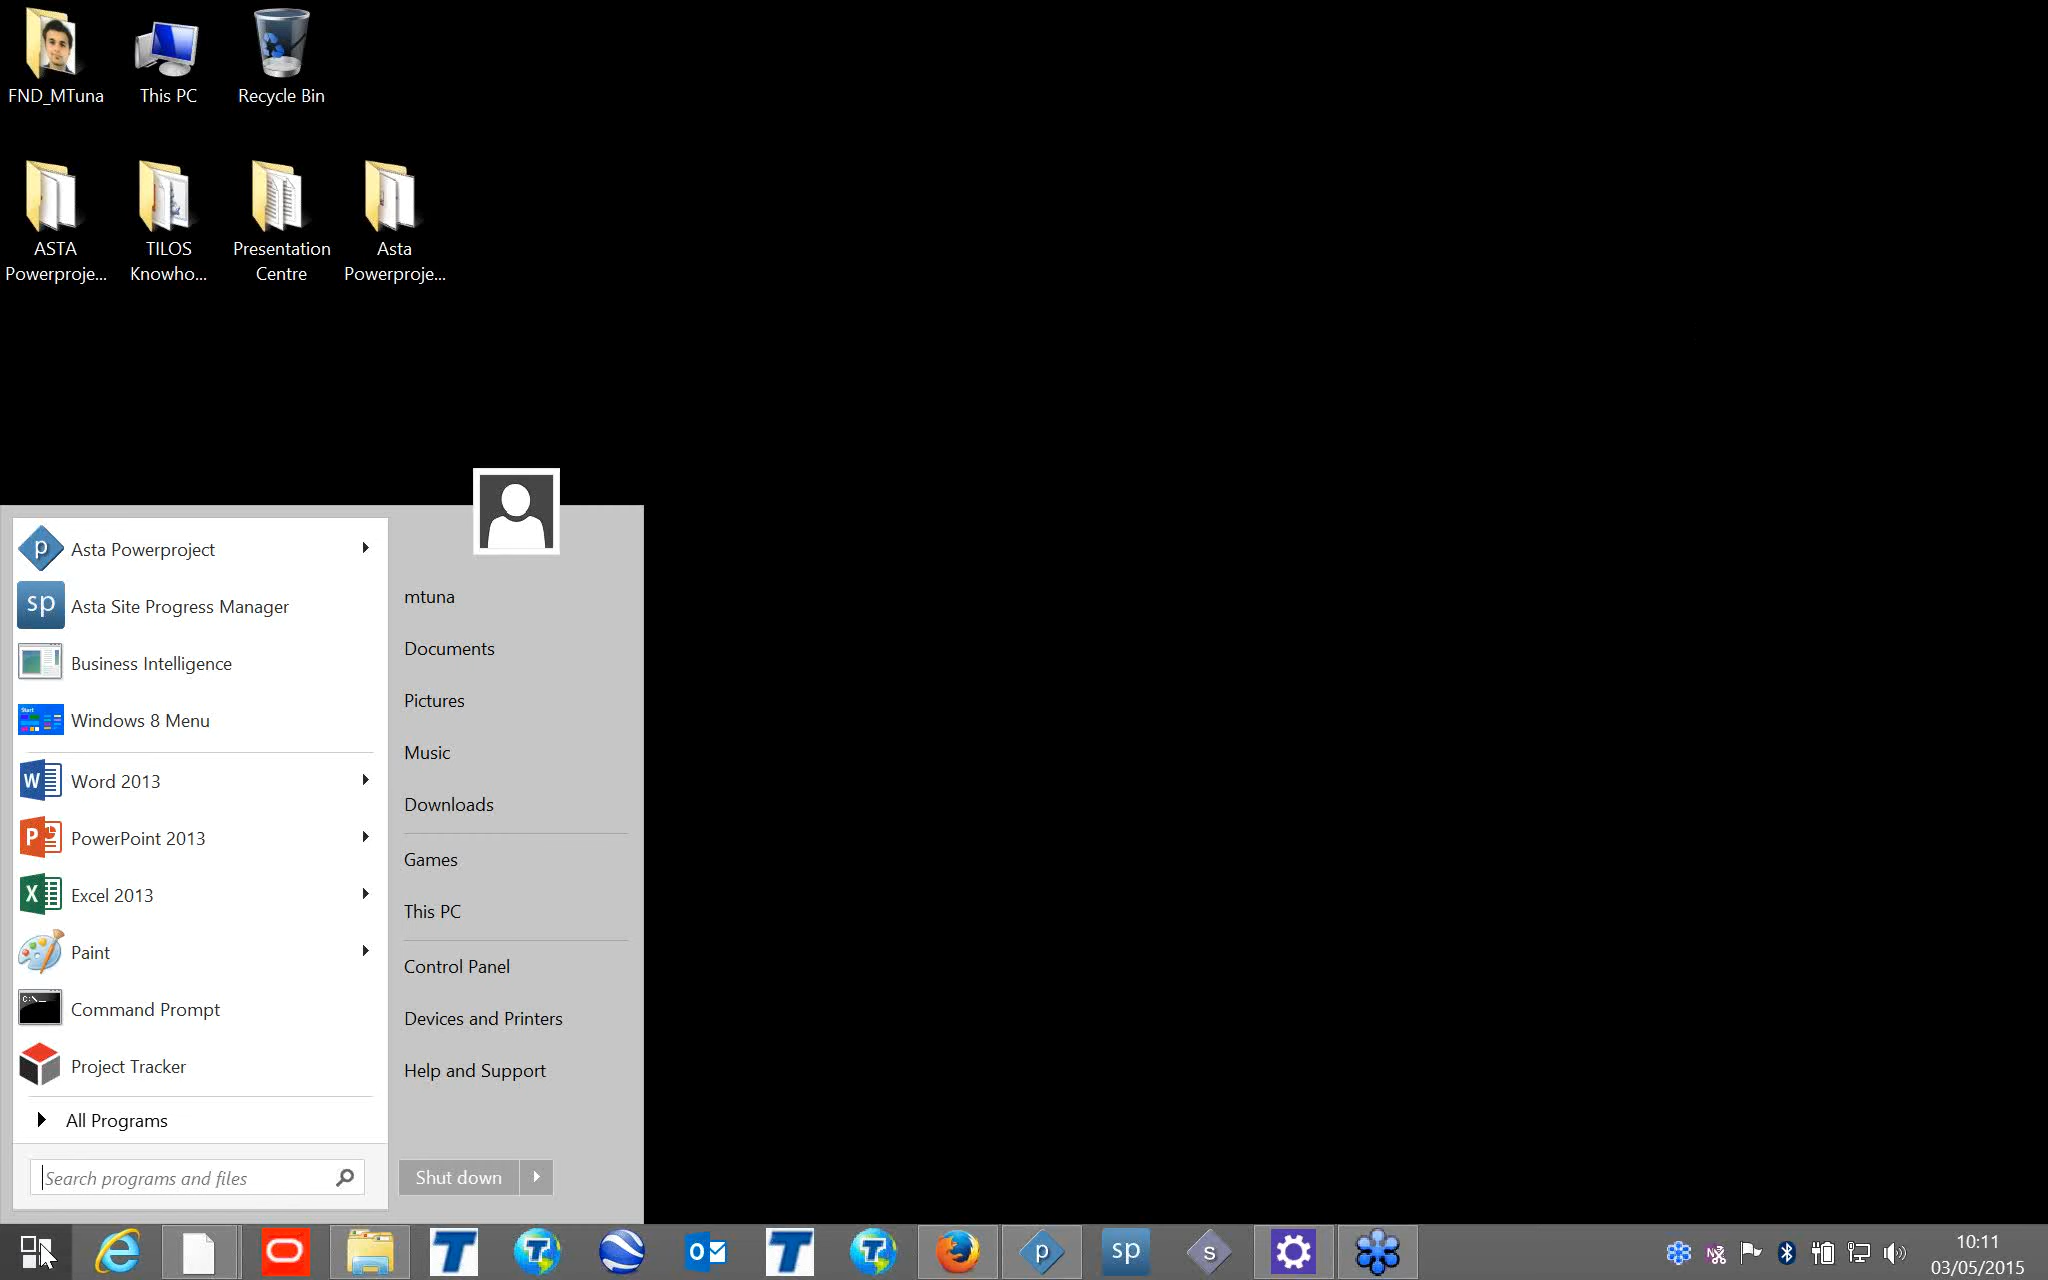 FND_MTuna
This PC
Recycle Bin
ASTA
Powerproje...
TILOS
Knowho...
Presentation
Centre
Asta
Powerproje...
p
Asta Powerproject
sp
Asta Site Progress Manager
Business Intelligence
Start
Windows 8 Menu
W
Word 2013
P
PowerPoint 2013
X
Excel 2013
Paint
C:\_
Command Prompt
Project Tracker
All Programs
Search programs and files
mtuna
Documents
Pictures
Music
Downloads
Games
This PC
Control Panel
Devices and Printers
Help and Support
Shut down
T
T
o
T
T
p
sp
s
10:11
03/05/2015